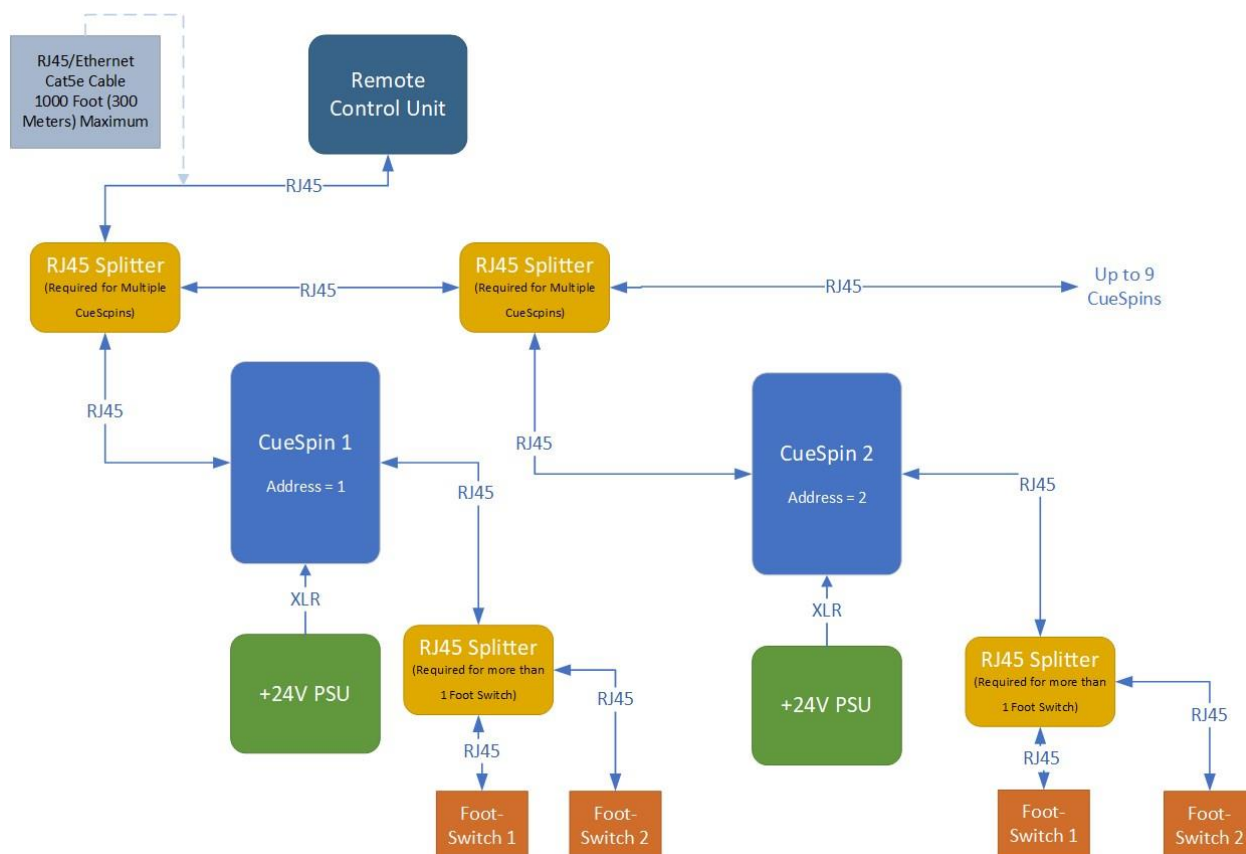 RJ45/Ethernet
Cat5e Cable
1000 Foot (300
Meters) Maximum
Remote
Control Unit
RJ45
RJ45 Splitter
(Required for Multiple
CueScpins)
RJ45
RJ45 Splitter
(Required for Multiple
CueScpins)
RJ45
Up to 9
CueSpins
RJ45
CueSpin 1
Address = 1
RJ45
RJ45
CueSpin 2
Address = 2
RJ45
XLR
XLR
+24V PSU
RJ45 Splitter
(Required for more than
1 Foot Switch)
RJ45
RJ45
Foot-
Switch 1
Foot-
Switch 2
+24V PSU
RJ45 Splitter
(Required for more than
1 Foot Switch)
RJ45
RJ45
Foot-
Switch 1
Foot-
Switch 2